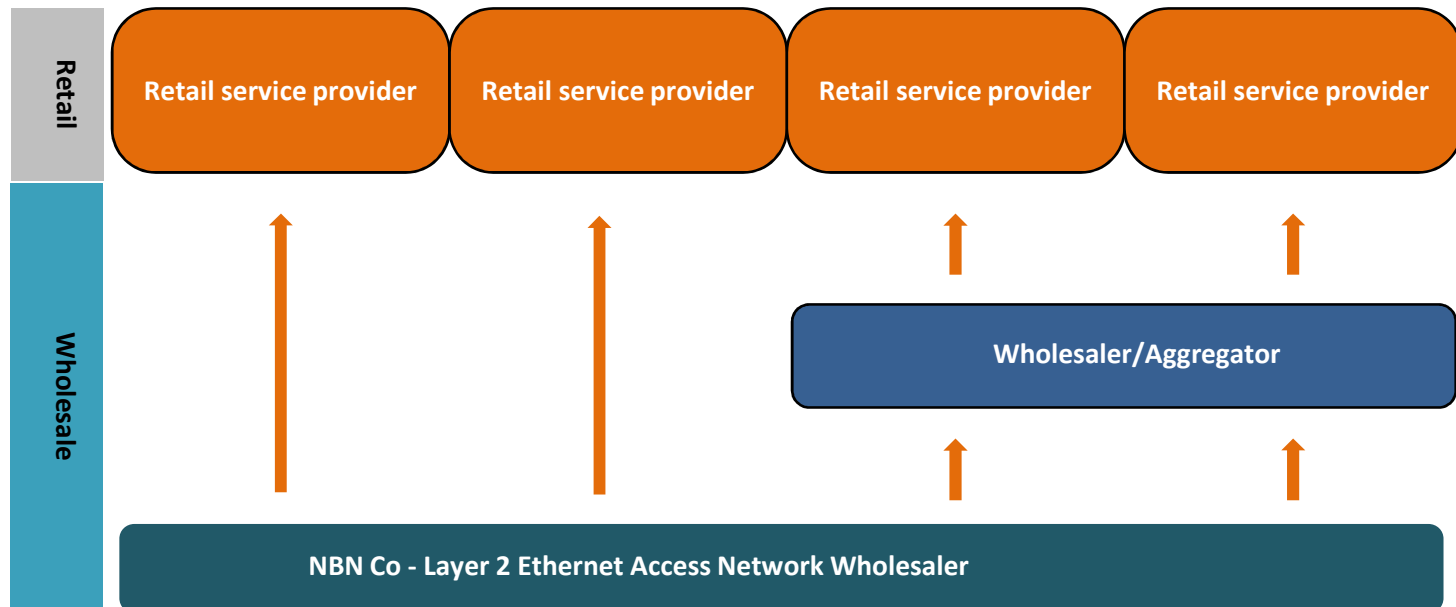 Retail
Retail service provider
Retail service provider
Retail service provider
Retail service provider
Wholesale
Wholesaler/Aggregator
NBN Co - Layer 2 Ethernet Access Network Wholesaler